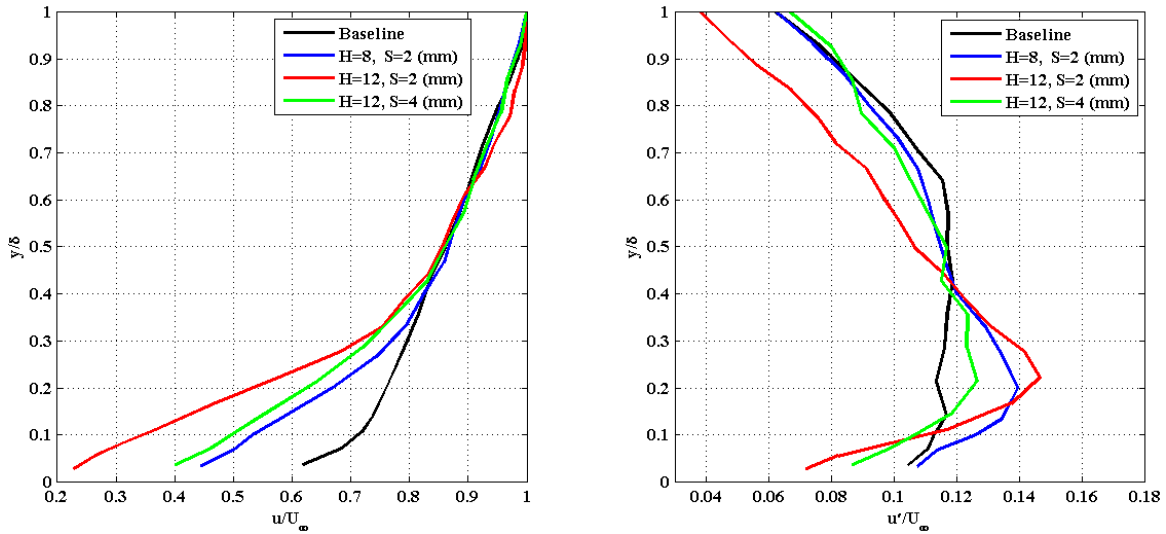 Baseline
H=8, S=2 (mm)
H=12, S=2 (mm)
H=12, S=4 (mm)
1
0.9
0.8
0.7
0.6
0.5
0.4
0.3
0.2
0.1
0
y/δ
0.2 0.3 0.4 0.5 0.6 0.7 0.8 0.9 1
u/U∞
Baseline
H=8, S=2 (mm)
H=12, S=2 (mm)
H=12, S=4 (mm)
1
0.9
0.8
0.7
0.6
0.5
0.4
0.3
0.2
0.1
0
y/δ
0.04 0.06 0.08 0.1 0.12 0.14 0.16 0.18
u'/U∞